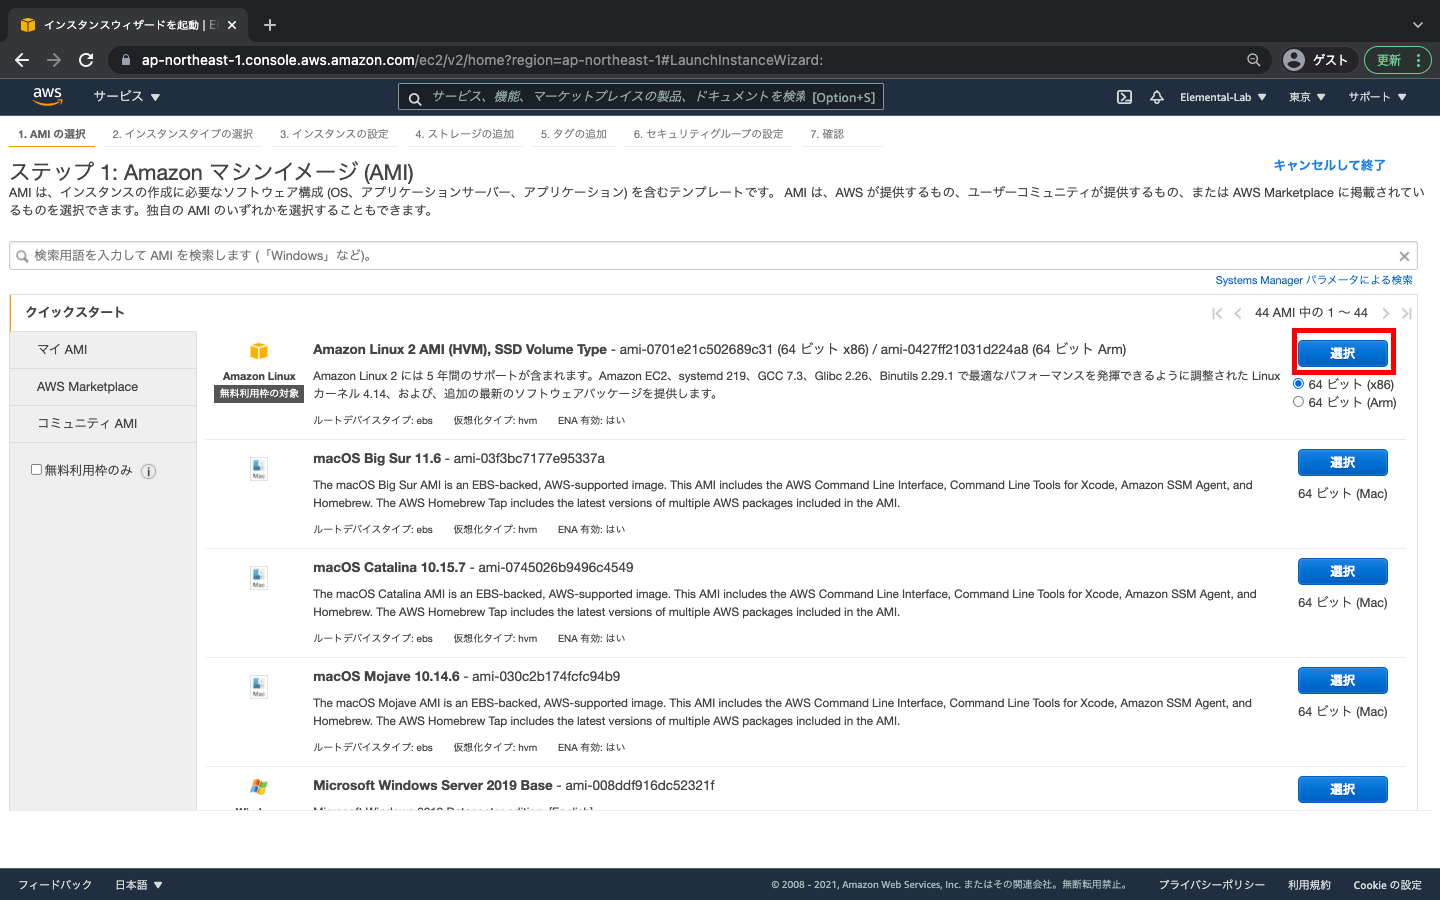 インスタンスウィザードを起動 | E
ap-northeast-1.console.aws.amazon.com/ec2/v2/home?region=ap-northeast-1#LaunchInstanceWizard:
ゲスト
更新
aws
サービス
サービス、機能、マーケットプレイスの製品、ドキュメントを検索 [Option+S]
Elemental-Lab
東京
サポート
1. AMI の選択
2. インスタンスタイプの選択
3. インスタンスの設定
4. ストレージの追加
5. タグの追加
6. セキュリティグループの設定
7. 確認
ステップ 1: Amazon マシンイメージ (AMI)
キャンセルして終了
AMI は、インスタンスの作成に必要なソフトウェア構成 (OS、アプリケーションサーバー、アプリケーション) を含むテンプレートです。 AMI は、AWS が提供するもの、ユーザーコミュニティが提供するもの、または AWS Marketplace に掲載されてい
るものを選択できます。独自の AMI のいずれかを選択することもできます。
検索用語を入力して AMI を検索します (「Windows」など)。
Systems Manager パラメータによる検索
クイックスタート
44 AMI 中の 1 〜 44
マイ AMI
AWS Marketplace
コミュニティ AMI
無料利用枠のみ
Amazon Linux
無料利用枠の対象
Amazon Linux 2 AMI (HVM), SSD Volume Type - ami-0701e21c502689c31 (64 ビット x86) / ami-0427ff21031d224a8 (64 ビット Arm)
Amazon Linux 2 には 5 年間のサポートが含まれます。Amazon EC2、systemd 219、GCC 7.3、Glibc 2.26、Binutils 2.29.1 で最適なパフォーマンスを発揮できるように調整された Linux
カーネル 4.14、および、追加の最新のソフトウェアパッケージを提供します。
ルートデバイスタイプ: ebs 仮想化タイプ: hvm ENA 有効: はい
選択
64 ビット (x86)
64 ビット (Arm)
Mac
macOS Big Sur 11.6 - ami-03f3bc7177e95337a
The macOS Big Sur AMI is an EBS-backed, AWS-supported image. This AMI includes the AWS Command Line Interface, Command Line Tools for Xcode, Amazon SSM Agent, and
Homebrew. The AWS Homebrew Tap includes the latest versions of multiple AWS packages included in the AMI.
ルートデバイスタイプ: ebs 仮想化タイプ: hvm ENA 有効: はい
選択
64 ビット (Mac)
Mac
macOS Catalina 10.15.7 - ami-0745026b9496c4549
The macOS Catalina AMI is an EBS-backed, AWS-supported image. This AMI includes the AWS Command Line Interface, Command Line Tools for Xcode, Amazon SSM Agent, and
Homebrew. The AWS Homebrew Tap includes the latest versions of multiple AWS packages included in the AMI.
ルートデバイスタイプ: ebs 仮想化タイプ: hvm ENA 有効: はい
選択
64 ビット (Mac)
Mac
macOS Mojave 10.14.6 - ami-030c2b174fcfc94b9
The macOS Mojave AMI is an EBS-backed, AWS-supported image. This AMI includes the AWS Command Line Interface, Command Line Tools for Xcode, Amazon SSM Agent, and
Homebrew. The AWS Homebrew Tap includes the latest versions of multiple AWS packages included in the AMI.
ルートデバイスタイプ: ebs 仮想化タイプ: hvm ENA 有効: はい
選択
64 ビット (Mac)
Microsoft Windows Server 2019 Base - ami-008ddf916dc52321f
選択
フィードバック
日本語
© 2008 - 2021, Amazon Web Services, Inc. またはその関連会社。無断転用禁止。
プライバシーポリシー
利用規約
Cookie の設定